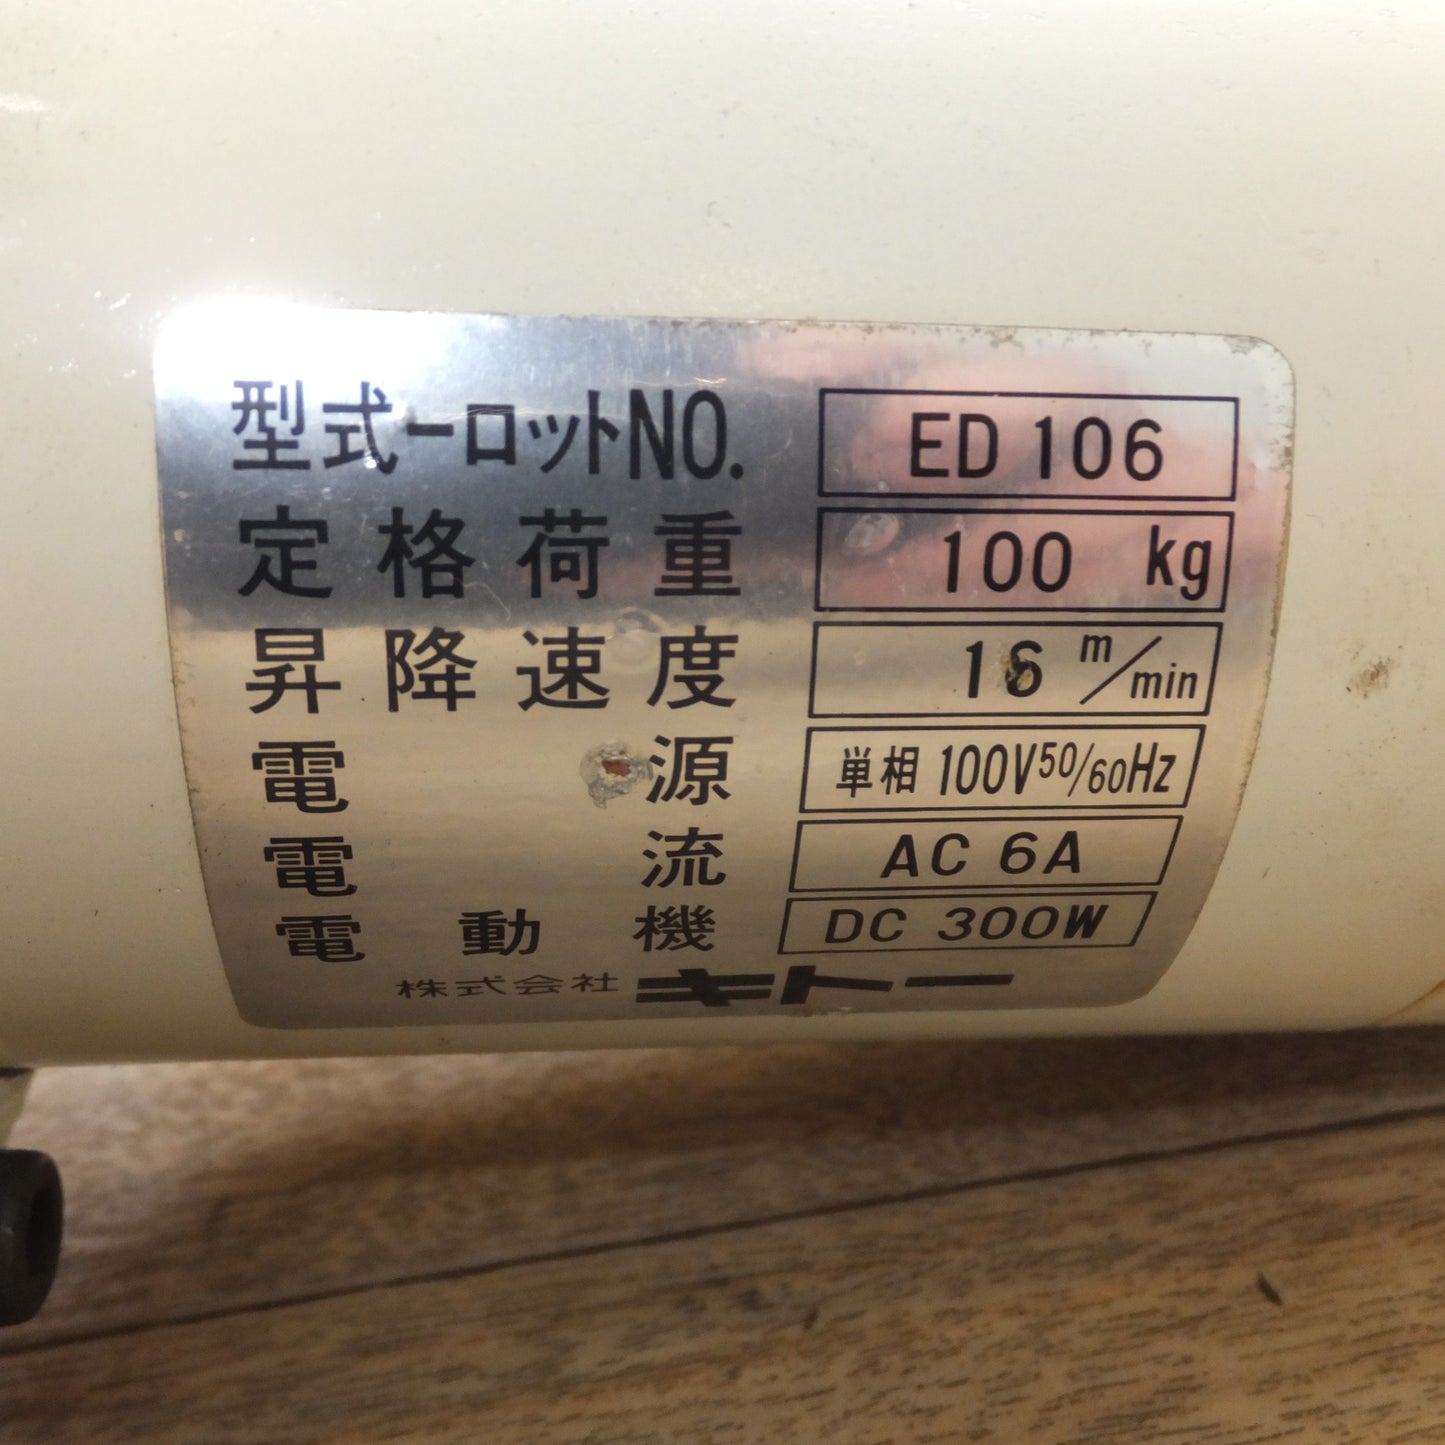 型式-ロットNO. ED 106
定格荷重 100 kg
昇降速度 16 m/min
電源 単相 100V 50/60Hz
電流 AC 6A
電動機 DC 300W
株式会社 キトー